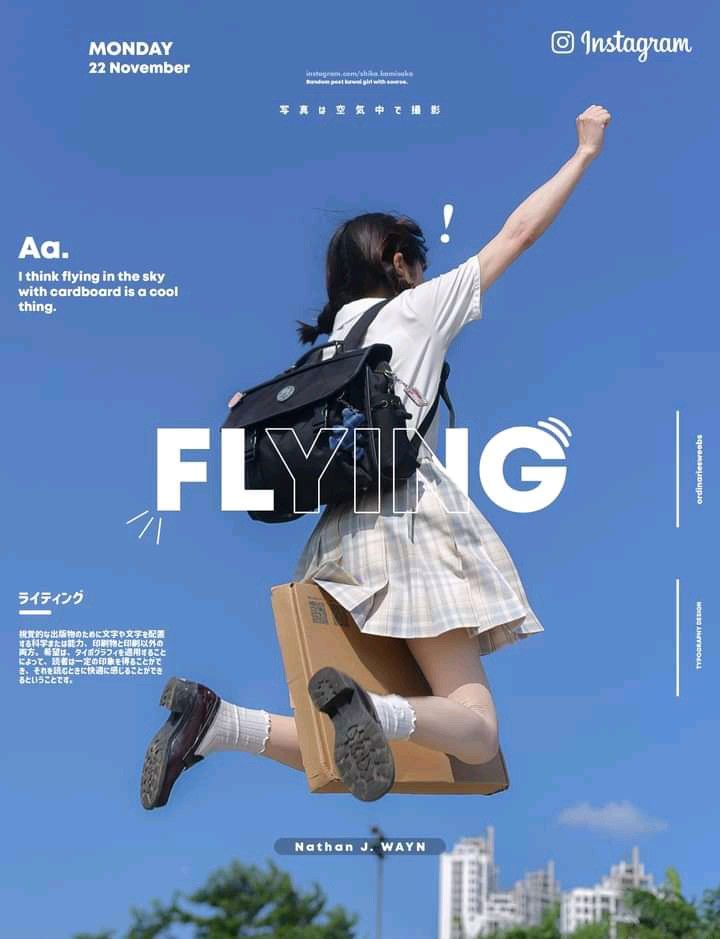 MONDAY
22 November
Instagram
instagram.com/shika.kamisako
Random post kawai girl with source.
写真は空気中で撮影
!
Aa.
I think flying in the sky
with cardboard is a cool
thing.
FLYING
ordinariesweebs
ライティング
視覚的な出版物のために文字や文字を配置
する科学または能力、印刷物と印刷以外の
両方。希望は、タイポグラフィを適用すること
によって、読者は一定の印象を得ることがで
き、それを読むときに快適に感じることができ
るということです。
TYPOGRAPHY DESIGN
Nathan J. WAYN